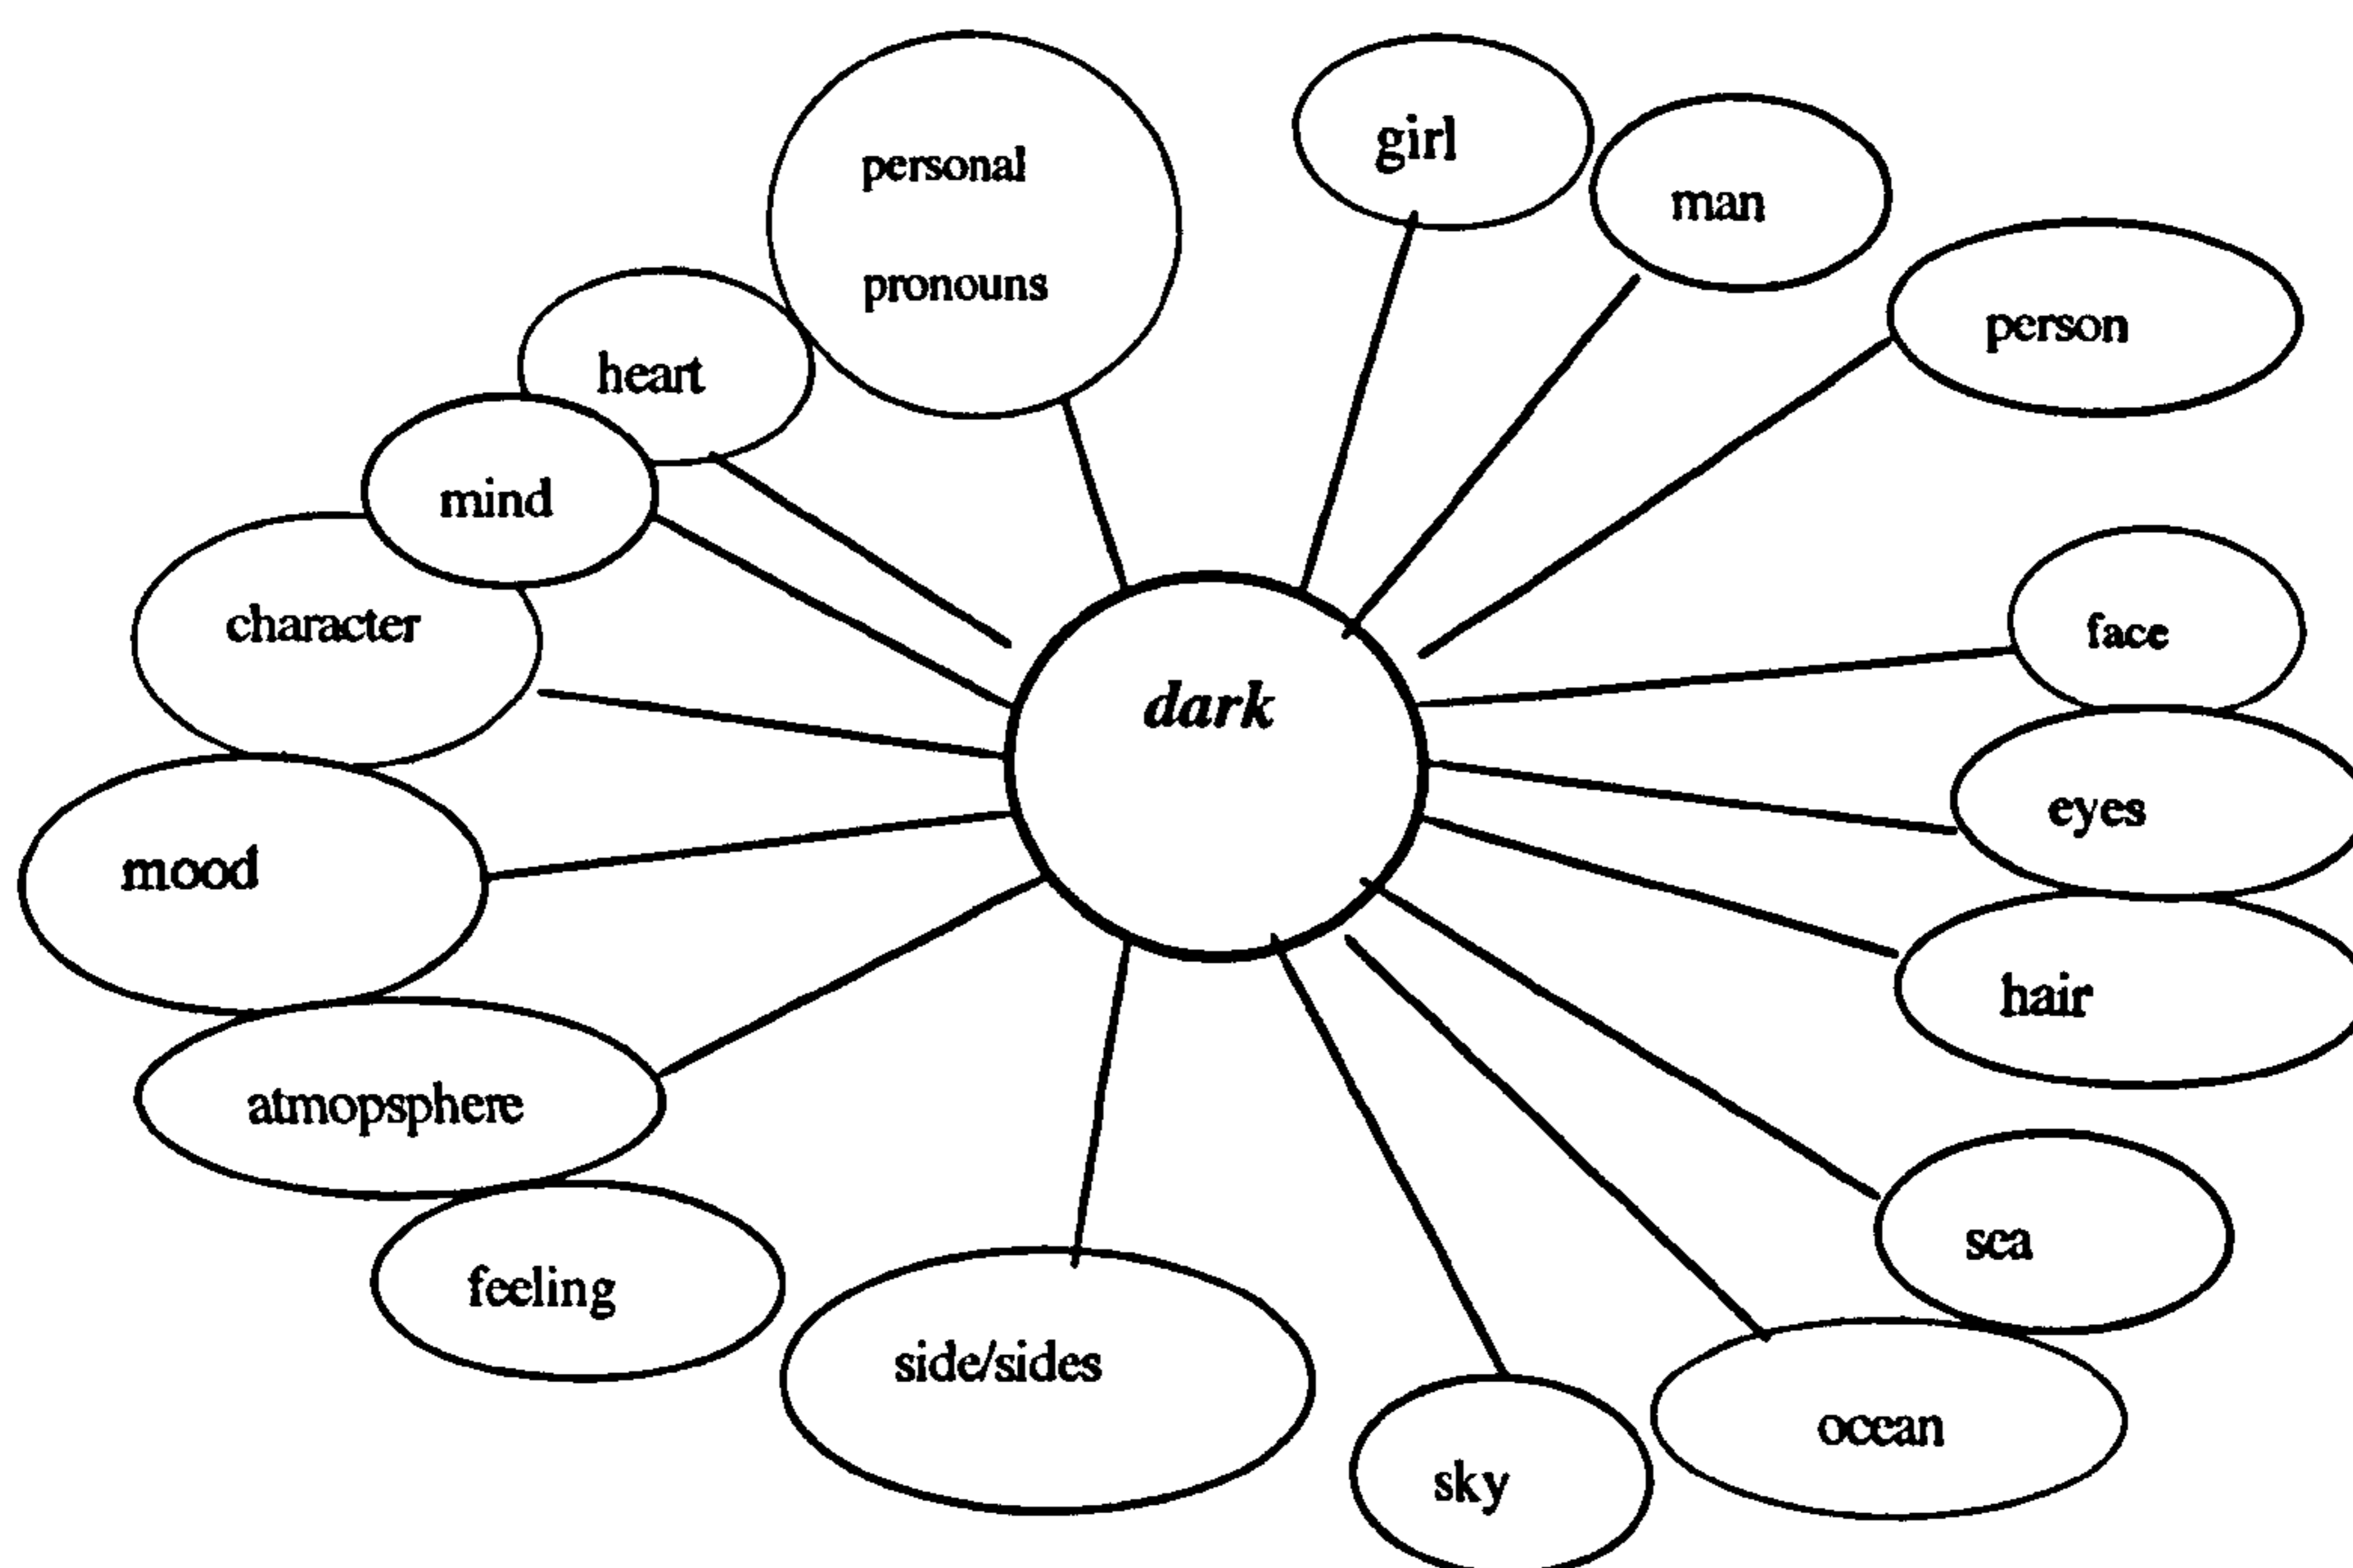 personal
pronouns
girl
man
person
heart
mind
character
face
dark
eyes
mood
hair
atmopsphere
sea
feeling
side/sides
ocean
sky